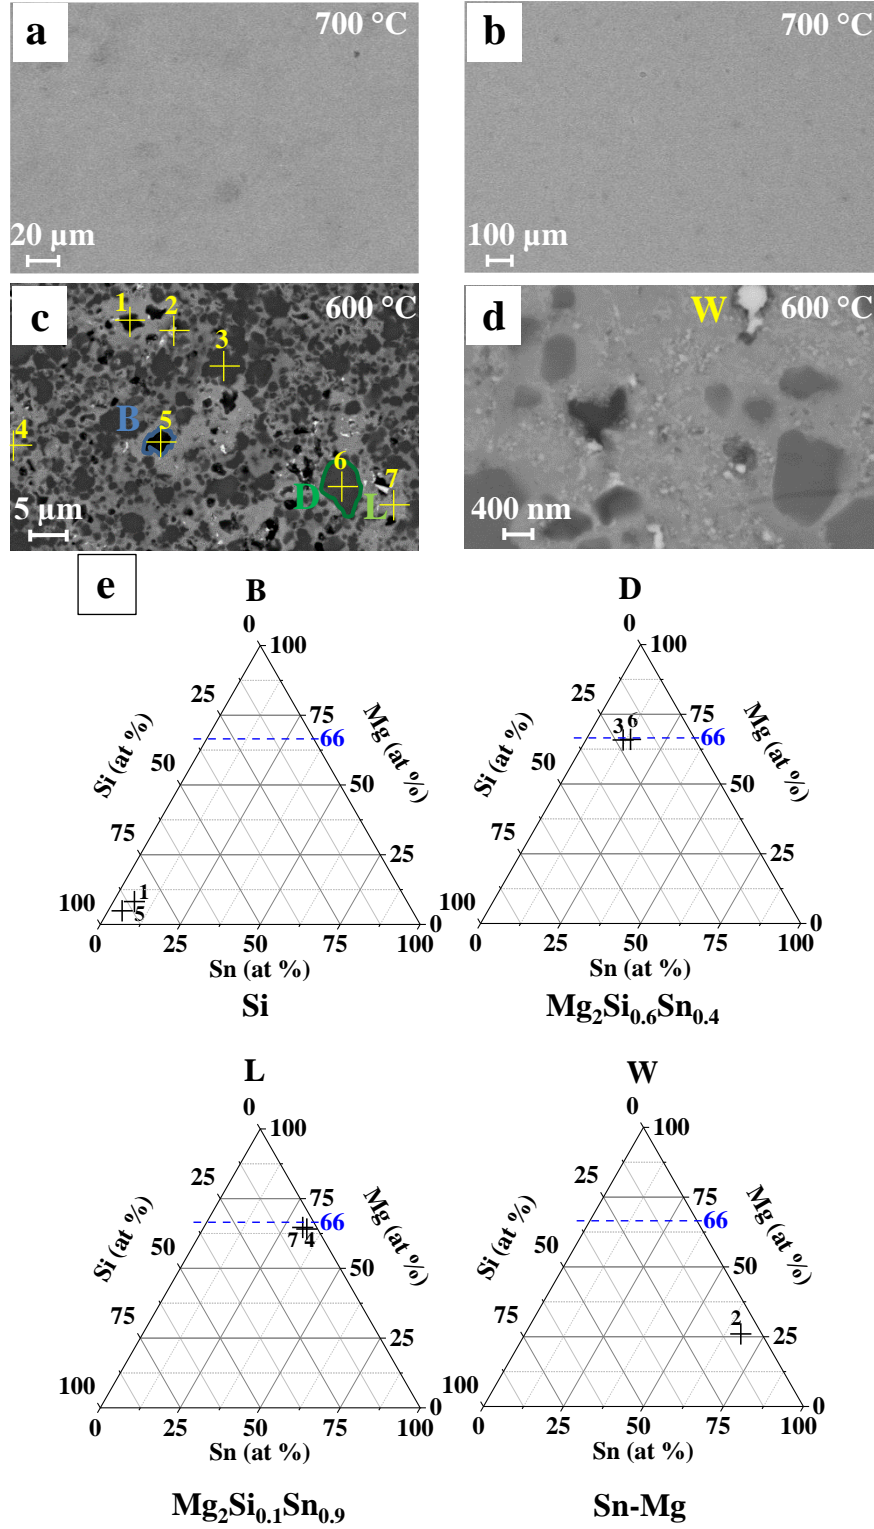 a 700 °C
20 µm
b 700 °C
100 µm
c 600 °C
1 2 3
B 5
4
6 7
D L
5 µm
d W 600 °C
400 nm
e
B
0
100
25
75
Si (at %)
Mg (at %)
66
50
50
75
25
1
5
100
0
0 25 50 75 100
Sn (at %)
Si
D
0
100
25
75
Si (at %)
Mg (at %)
3 6
66
50
50
75
25
100
0
0 25 50 75 100
Sn (at %)
Mg₂Si₀.₆Sn₀.₄
L
0
100
25
75
Si (at %)
Mg (at %)
66
7 4
50
50
75
25
100
0
0 25 50 75 100
Sn (at %)
Mg₂Si₀.₁Sn₀.₉
W
0
100
25
75
Si (at %)
Mg (at %)
66
50
50
75
2
25
100
0
0 25 50 75 100
Sn (at %)
Sn-Mg